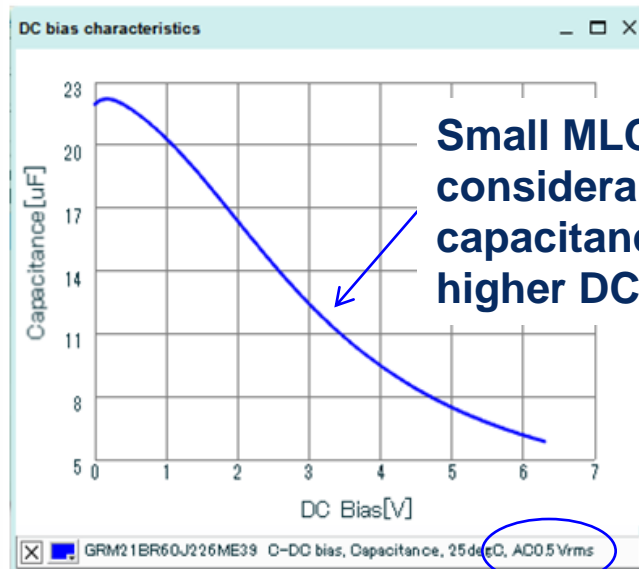 DC bias characteristics
23
20
17
14
11
8
5
Capacitance[uF]
Small MLC
considera
capacitanc
higher DC
0 1 2 3 4 5 6 7
DC Bias[V]
GRM21BR60J226ME39 C-DC bias, Capacitance, 25degC, AC0.5Vrms